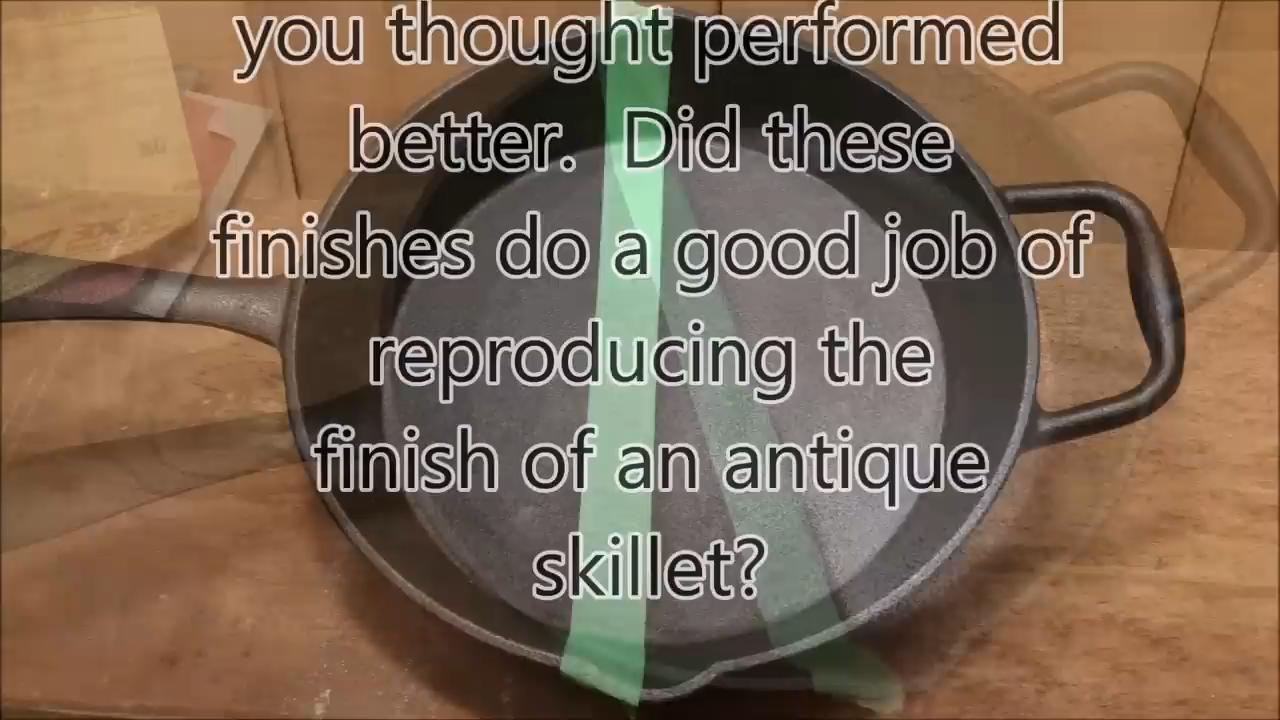 you thought performed
better.  Did these
finishes do a good job of
reproducing the
finish of an antique
skillet?